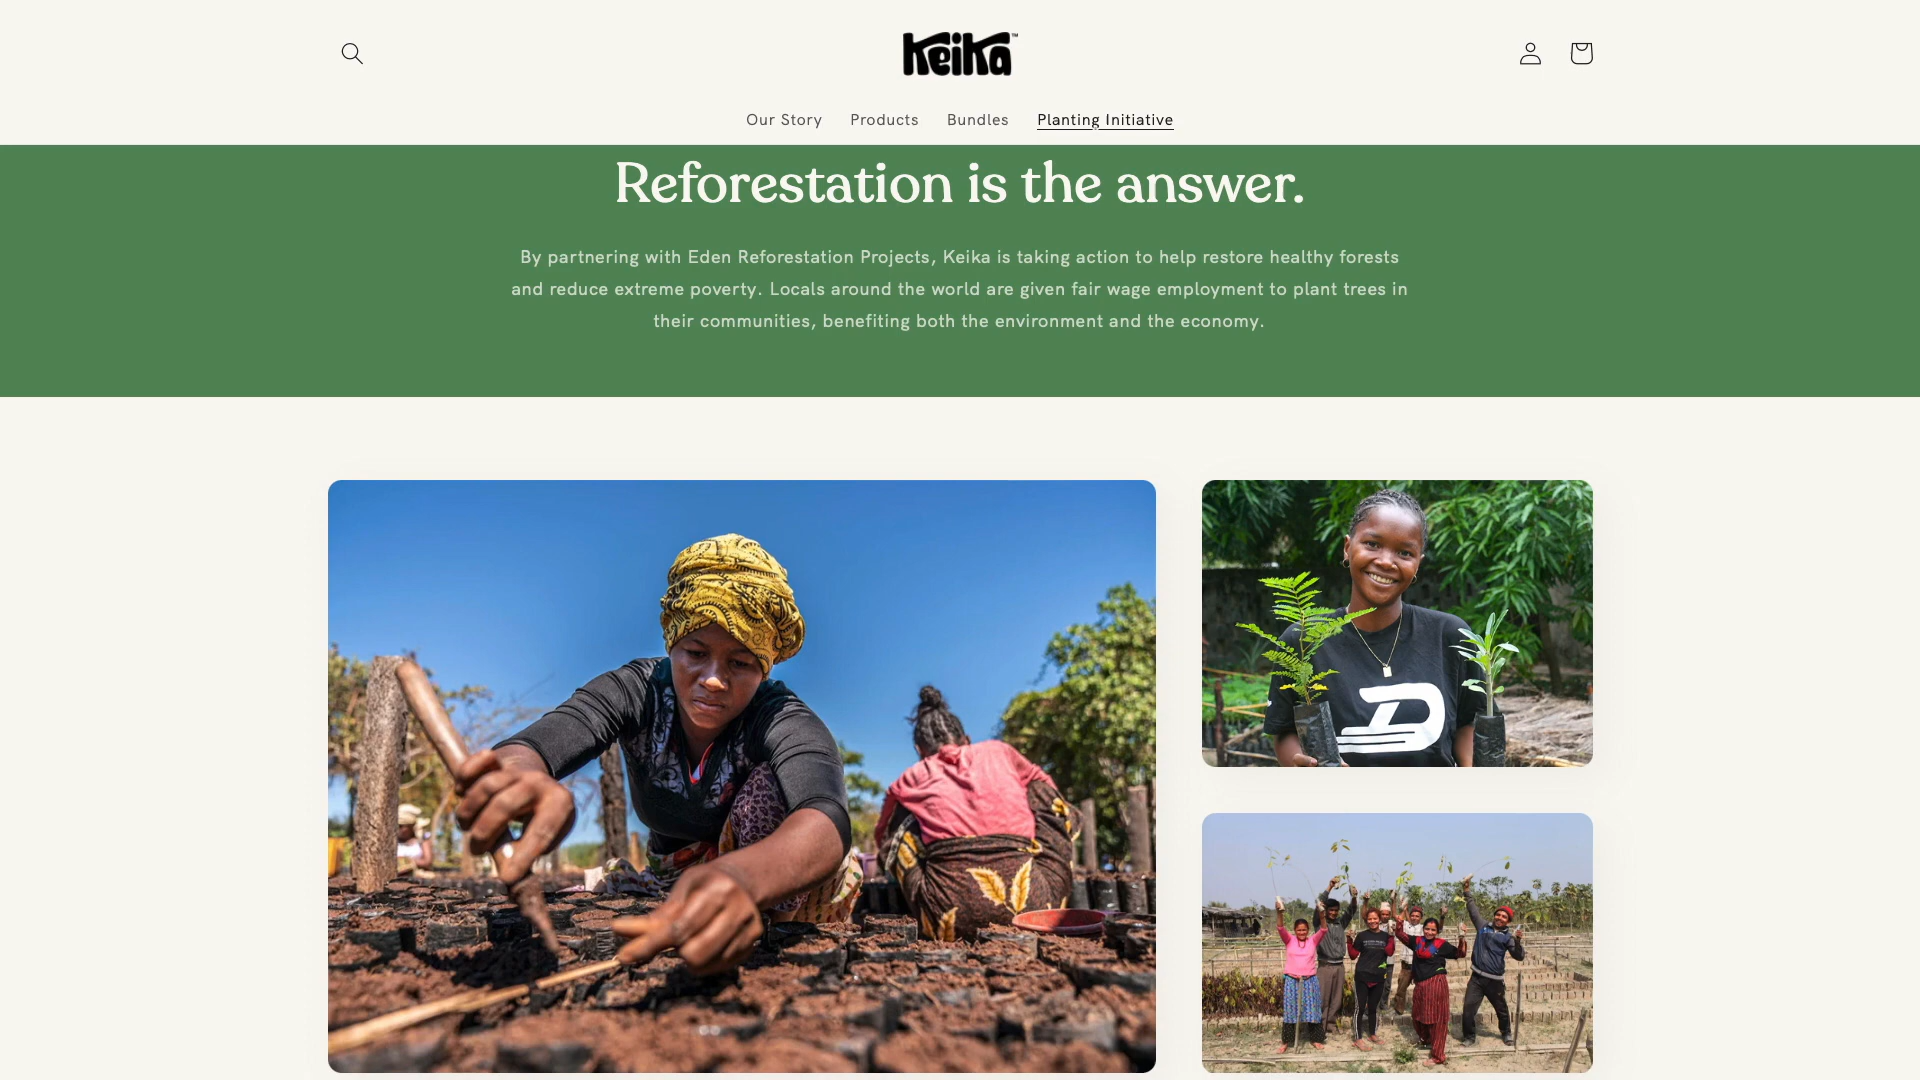 Keika™
Our Story
Products
Bundles
Planting Initiative
Reforestation is the answer.
By partnering with Eden Reforestation Projects, Keika is taking action to help restore healthy forests
and reduce extreme poverty. Locals around the world are given fair wage employment to plant trees in
their communities, benefiting both the environment and the economy.